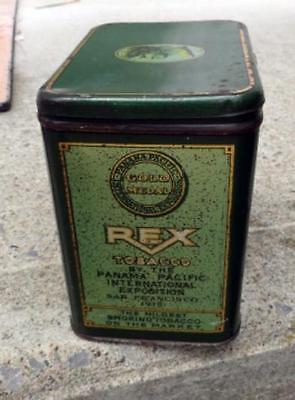 PANAMA PACIFIC
GOLD
MEDAL
REX
TOBACCO
BY THE
PANAMA PACIFIC
INTERNATIONAL
EXPOSITION
SAN FRANCISCO
1915
THE MILDEST
SMOKING TOBACCO
ON THE MARKET